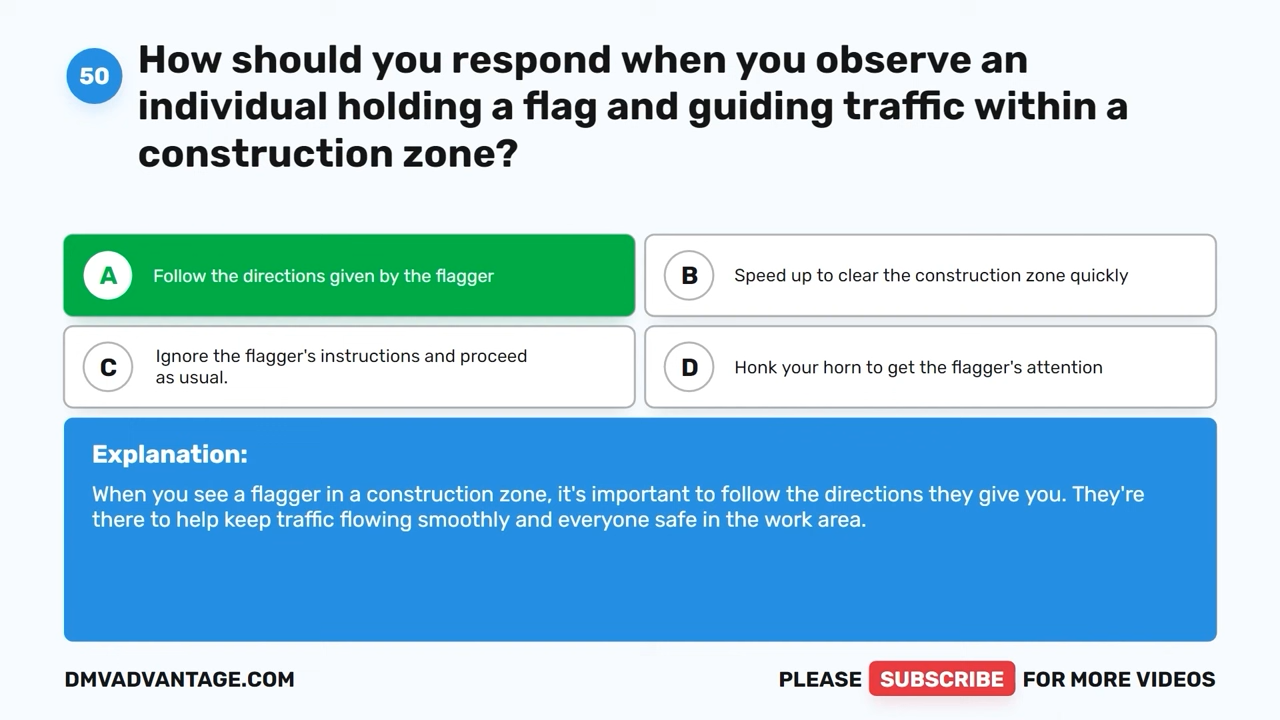 50
How should you respond when you observe an
individual holding a flag and guiding traffic within a
construction zone?
A
Follow the directions given by the flagger
B
Speed up to clear the construction zone quickly
C
Ignore the flagger's instructions and proceed
as usual.
D
Honk your horn to get the flagger's attention
Explanation:
When you see a flagger in a construction zone, it's important to follow the directions they give you. They're
there to help keep traffic flowing smoothly and everyone safe in the work area.
DMVADVANTAGE.COM
PLEASE SUBSCRIBE FOR MORE VIDEOS